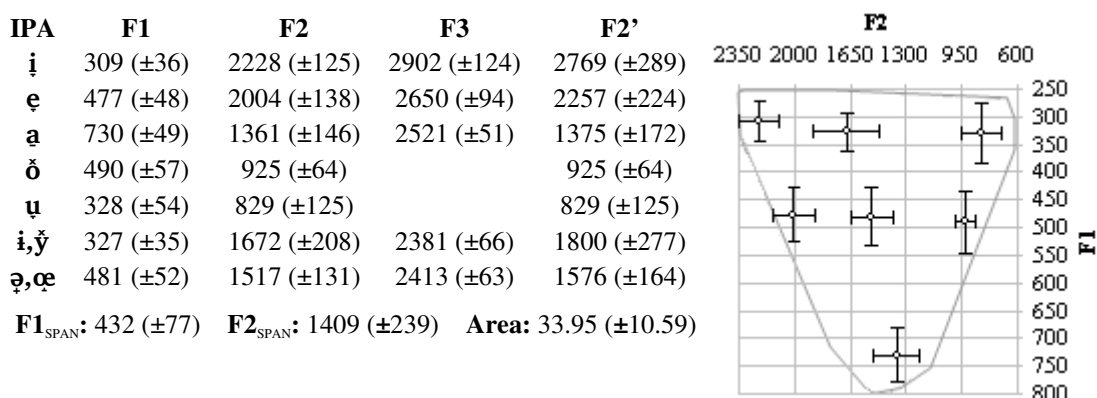 IPA F1 F2 F3 F2’
i̩ 309 (±36) 2228 (±125) 2902 (±124) 2769 (±289)
ẹ 477 (±48) 2004 (±138) 2650 (±94) 2257 (±224)
a̱ 730 (±49) 1361 (±146) 2521 (±51) 1375 (±172)
ǒ 490 (±57) 925 (±64) 925 (±64)
ụ 328 (±54) 829 (±125) 829 (±125)
ɨ,y̌ 327 (±35) 1672 (±208) 2381 (±66) 1800 (±277)
ə̩,œ 481 (±52) 1517 (±131) 2413 (±63) 1576 (±164)
F1SPAN: 432 (±77) F2SPAN: 1409 (±239) Area: 33.95 (±10.59)
F2
2350 2000 1650 1300 950 600
250
300
350
400
450
500
550
600
650
700
750
800
F1